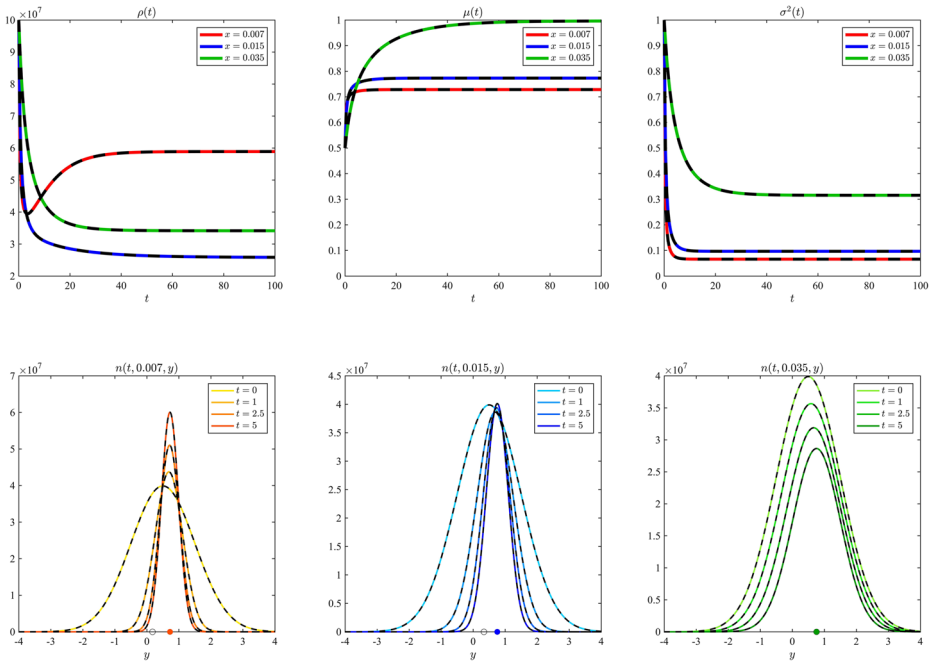 ρ(t)
×10⁷
10
9
8
7
6
5
4
3
2
0 20 40 60 80 100
t
x = 0.007
x = 0.015
x = 0.035
μ(t)
1
0.9
0.8
0.7
0.6
0.5
0.4
0.3
0.2
0.1
0
0 20 40 60 80 100
t
x = 0.007
x = 0.015
x = 0.035
σ²(t)
1
0.9
0.8
0.7
0.6
0.5
0.4
0.3
0.2
0.1
0
0 20 40 60 80 100
t
x = 0.007
x = 0.015
x = 0.035
n(t, 0.007, y)
×10⁷
7
6
5
4
3
2
1
0
-4 -3 -2 -1 0 1 2 3 4
y
t = 0
t = 1
t = 2.5
t = 5
n(t, 0.015, y)
×10⁷
4.5
4
3.5
3
2.5
2
1.5
1
0.5
0
-4 -3 -2 -1 0 1 2 3 4
y
t = 0
t = 1
t = 2.5
t = 5
n(t, 0.035, y)
×10⁷
4
3.5
3
2.5
2
1.5
1
0.5
0
-4 -3 -2 -1 0 1 2 3 4
y
t = 0
t = 1
t = 2.5
t = 5